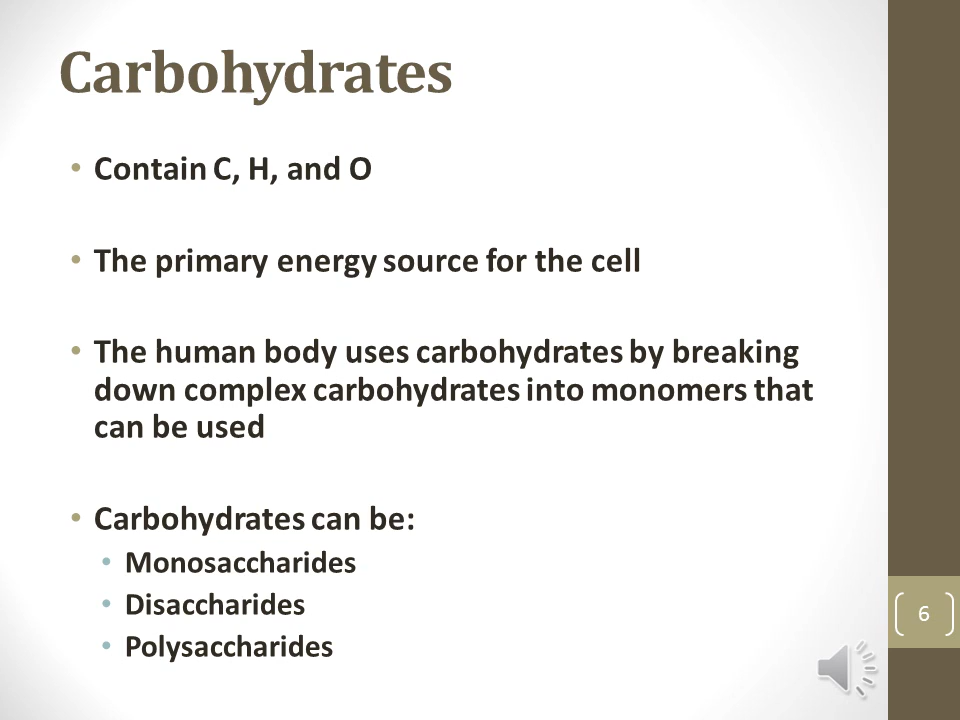 Carbohydrates
• Contain C, H, and O
• The primary energy source for the cell
• The human body uses carbohydrates by breaking
down complex carbohydrates into monomers that
can be used
• Carbohydrates can be:
• Monosaccharides
• Disaccharides
• Polysaccharides
6